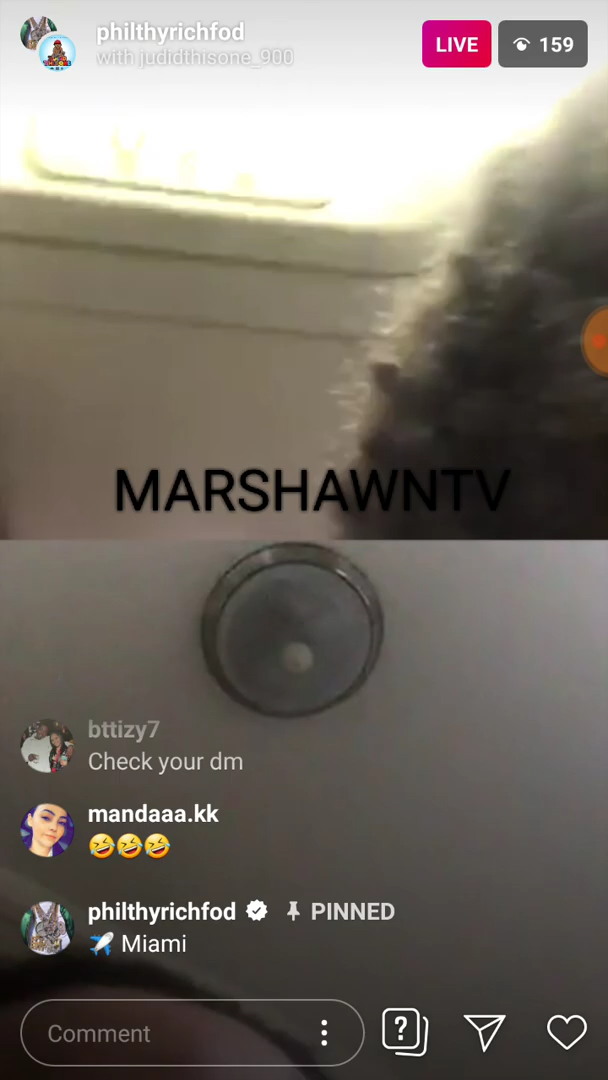 philthyrichfod
with judidthisone_900
LIVE
159
MARSHAWNTV
bttizy7
Check your dm
mandaaa.kk
🤣🤣🤣
philthyrichfod PINNED
✈️ Miami
Comment